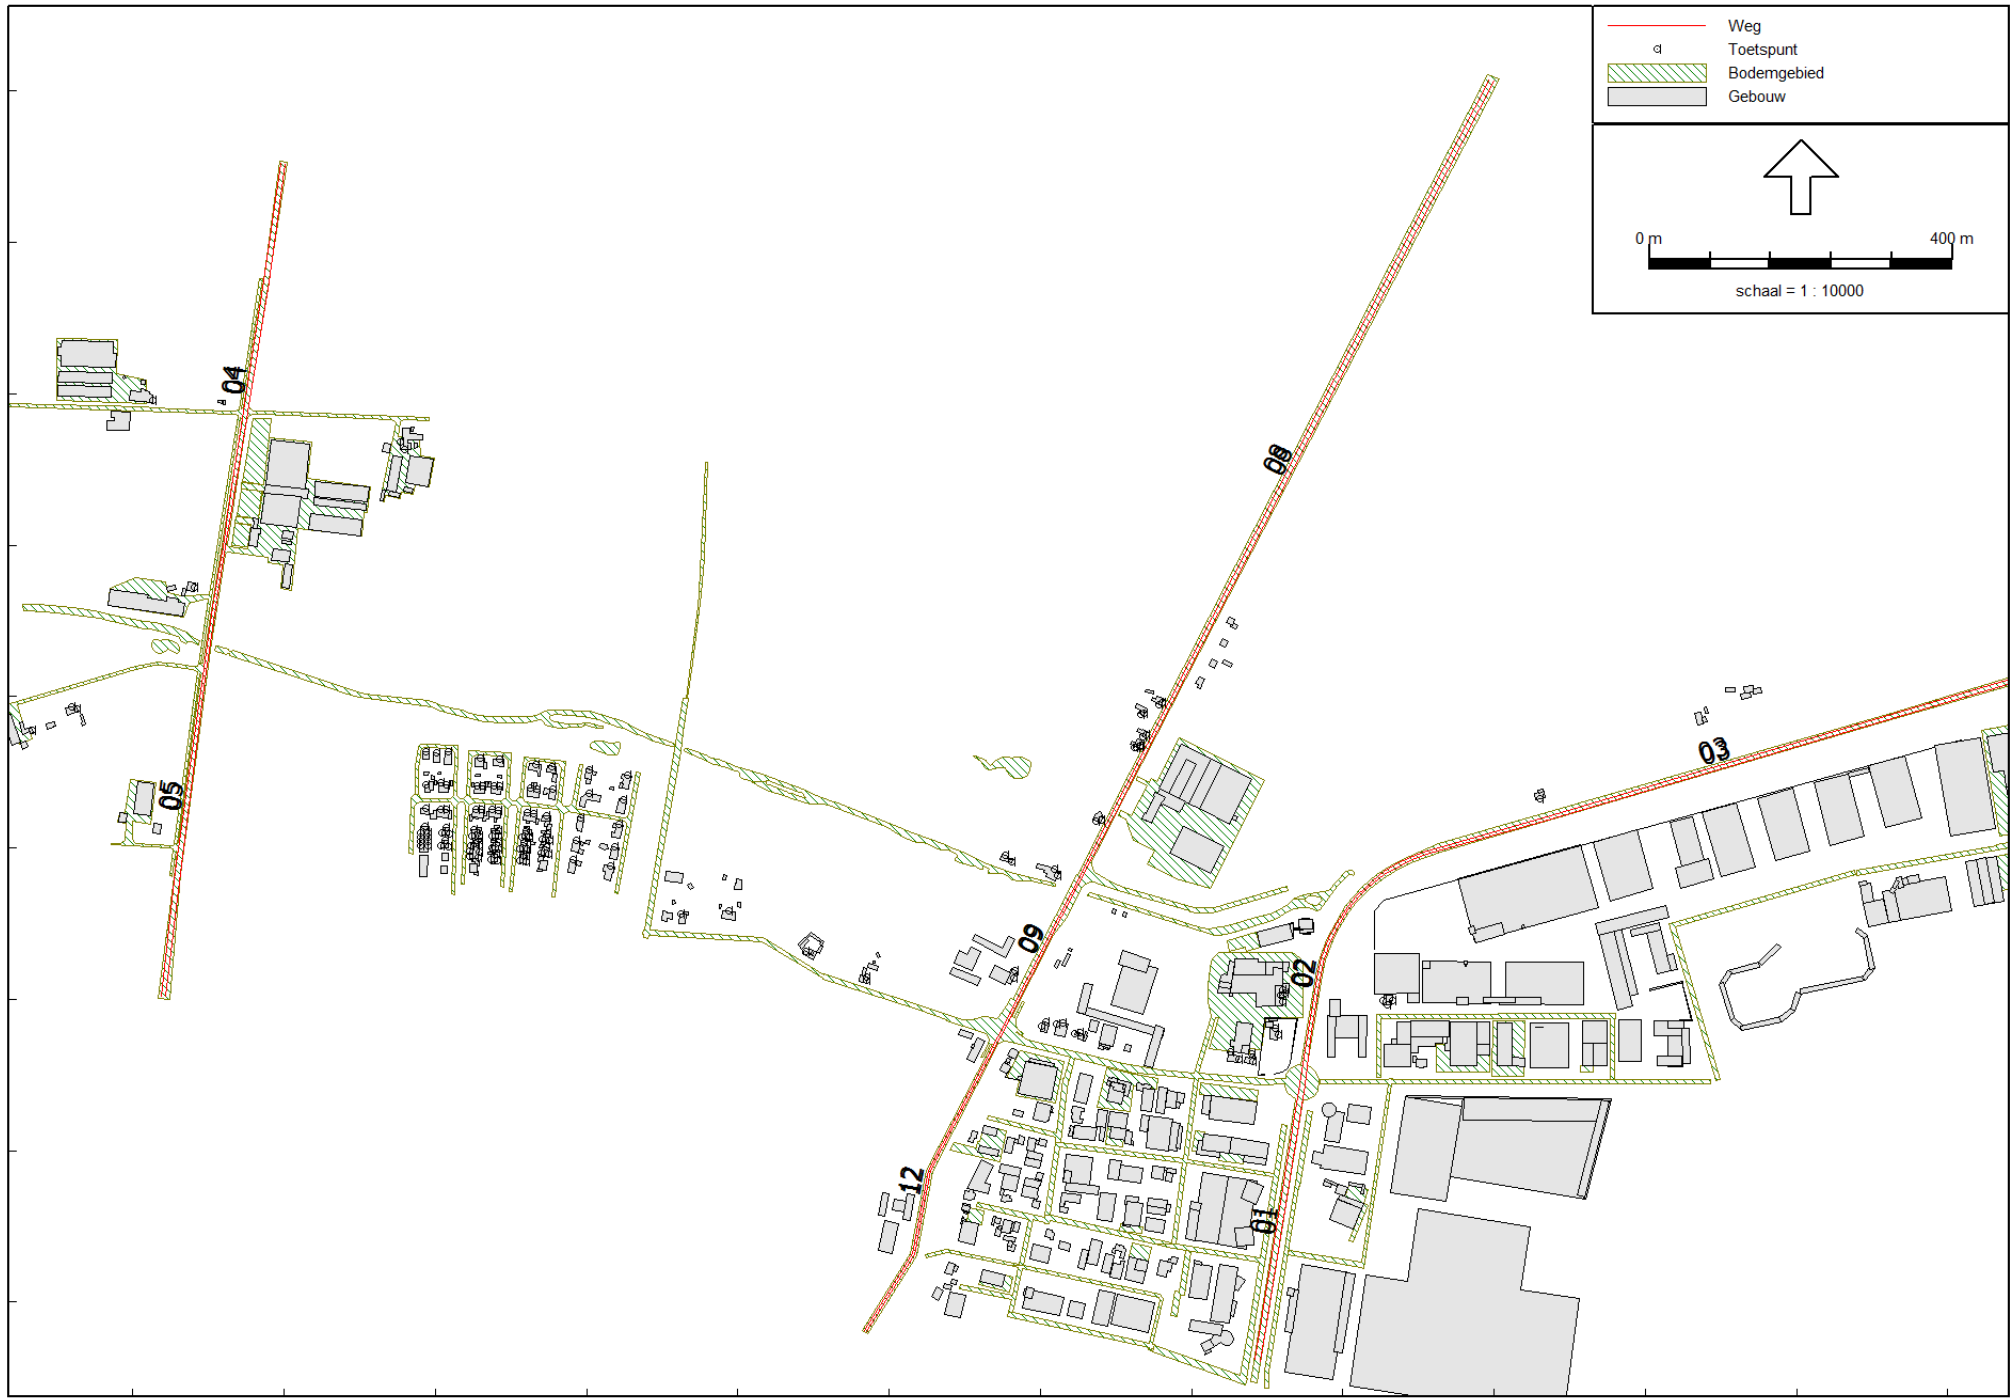 Weg
Toetspunt
Bodemgebied
Gebouw
0 m 400 m
schaal = 1 : 10000
04
08
03
05
09
02
12
01